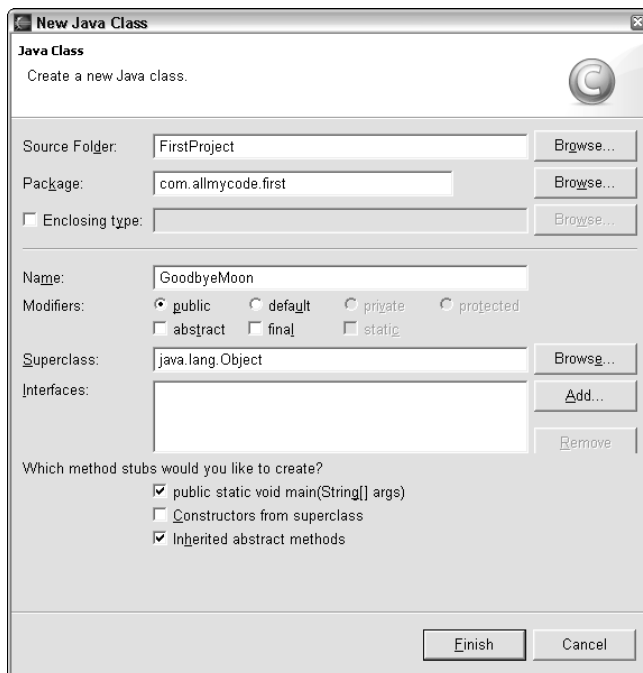 New Java Class
Java Class
Create a new Java class.
Source Folder: FirstProject Browse...
Package: com.allmycode.first Browse...
Enclosing type: Browse...
Name: GoodbyeMoon
Modifiers: public default private protected
abstract final static
Superclass: java.lang.Object Browse...
Interfaces: Add...
Remove
Which method stubs would you like to create?
public static void main(String[] args)
Constructors from superclass
Inherited abstract methods
Finish Cancel